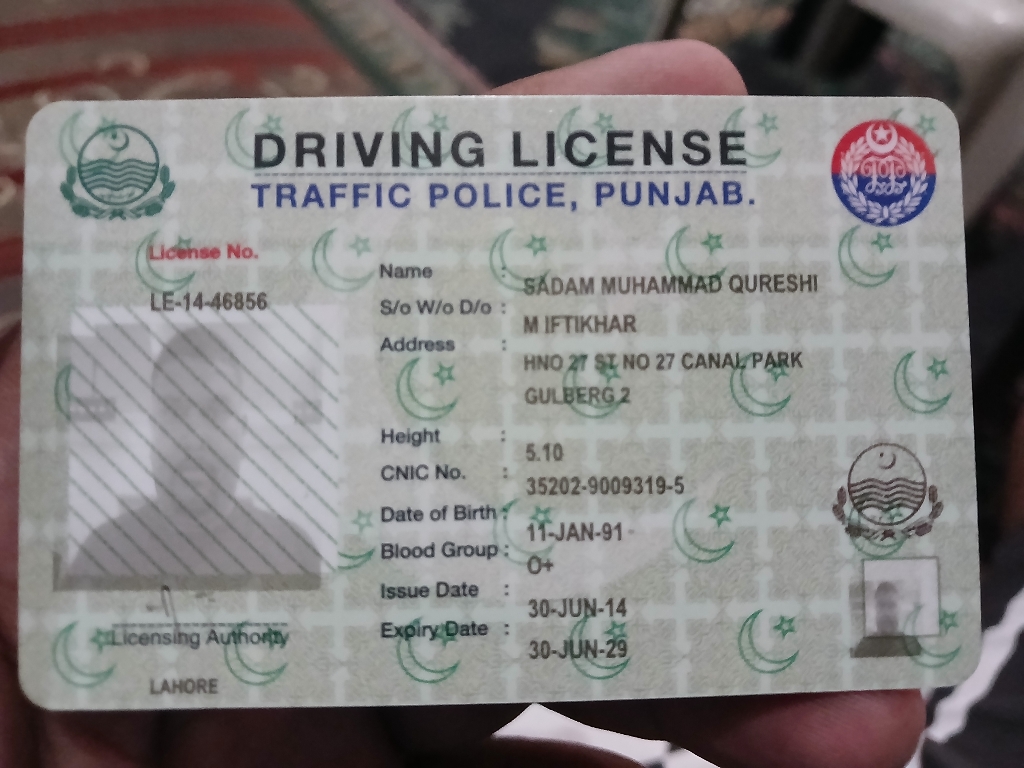 DRIVING LICENSE
TRAFFIC POLICE, PUNJAB.
License No.
LE-14-46856
Name : SADAM MUHAMMAD QURESHI
S/o W/o D/o : M IFTIKHAR
Address : HNO 27 ST NO 27 CANAL PARK
GULBERG 2
Height : 5.10
CNIC No. : 35202-9009319-5
Date of Birth : 11-JAN-91
Blood Group : O+
Issue Date : 30-JUN-14
Expiry Date : 30-JUN-29
Licensing Authority
LAHORE